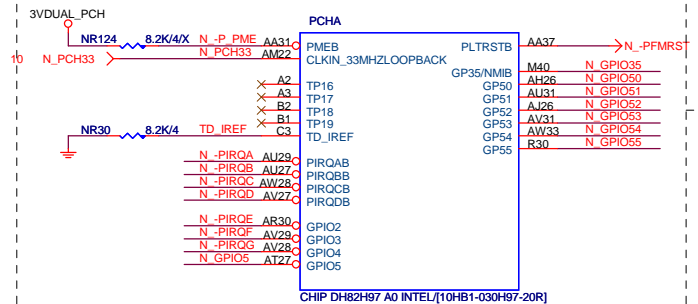 3VDUAL_PCH
PCHA
NR124 8.2K/4/X N_-P_PME AA31 PMEB PLTRSTB AA37 N_-PFMRST
10 N_PCH33 N_PCH33 AM22 CLKIN_33MHZLOOPBACK
GP35/NMIB M40 N_GPIO35
A2 TP16 GP50 AH26 N_GPIO50
A3 TP17 GP51 AU31 N_GPIO51
B2 TP18 GP52 AJ26 N_GPIO52
B1 TP19 GP53 AV31 N_GPIO53
NR30 8.2K/4 TD_IREF C3 TD_IREF GP54 AW33 N_GPIO54
GP55 R30 N_GPIO55
N_-PIRQA AU29 PIRQAB
N_-PIRQB AU27 PIRQBB
N_-PIRQC AW28 PIRQCB
N_-PIRQD AV27 PIRQDB
N_-PIRQE AR30 GPIO2
N_-PIRQF AV29 GPIO3
N_-PIRQG AV28 GPIO4
N_GPIO5 AT27 GPIO5
CHIP DH82H97 A0 INTEL/[10HB1-030H97-20R]